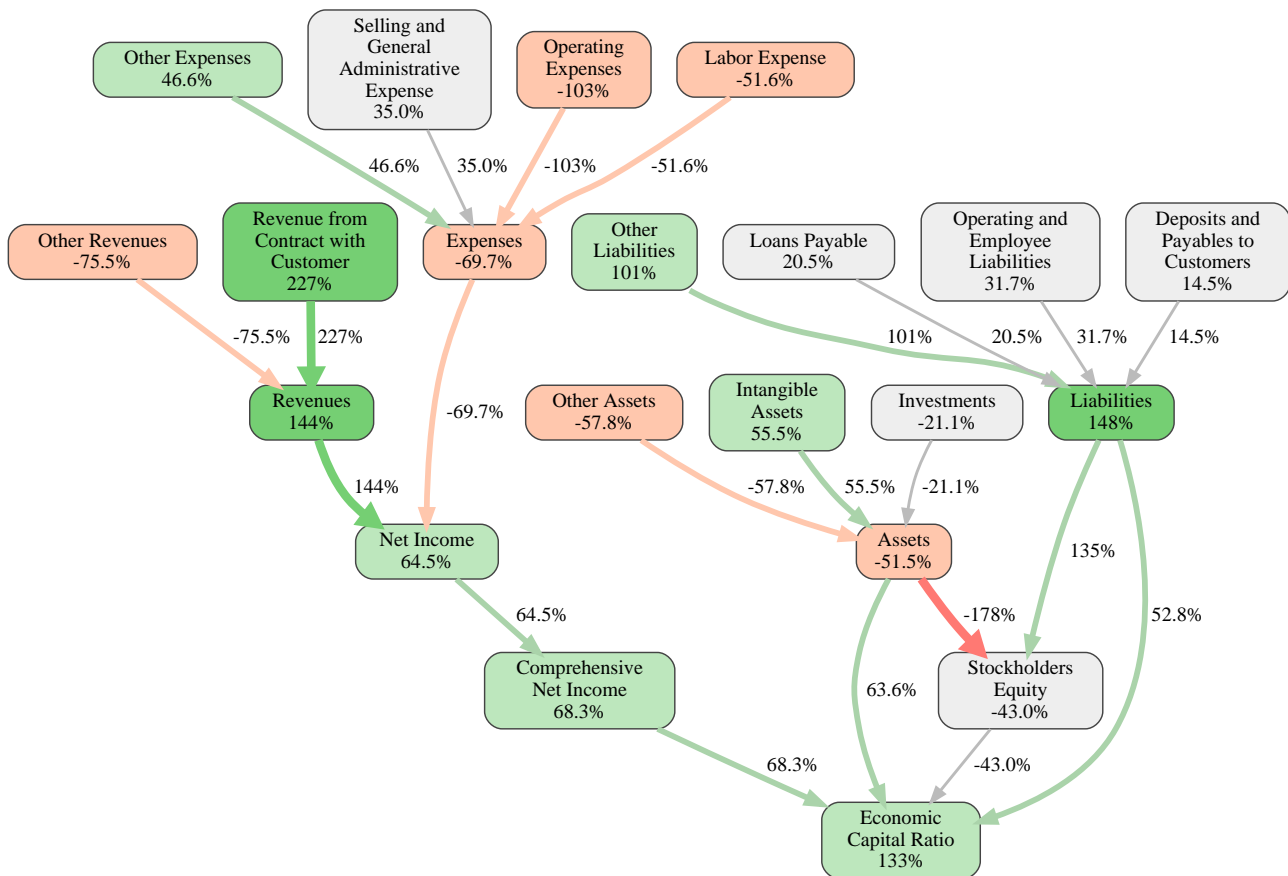 Other Expenses
46.6%
Selling and
General
Administrative
Expense
35.0%
Operating
Expenses
-103%
Labor Expense
-51.6%
46.6%
35.0%
-103%
-51.6%
Other Revenues
-75.5%
Revenue from
Contract with
Customer
227%
Expenses
-69.7%
Other
Liabilities
101%
Loans Payable
20.5%
Operating and
Employee
Liabilities
31.7%
Deposits and
Payables to
Customers
14.5%
-75.5%
227%
101%
20.5%
31.7%
14.5%
Revenues
144%
-69.7%
Other Assets
-57.8%
Intangible
Assets
55.5%
Investments
-21.1%
Liabilities
148%
144%
-57.8%
55.5%
-21.1%
Net Income
64.5%
Assets
-51.5%
135%
64.5%
-178%
52.8%
Comprehensive
Net Income
68.3%
63.6%
Stockholders
Equity
-43.0%
68.3%
-43.0%
Economic
Capital Ratio
133%